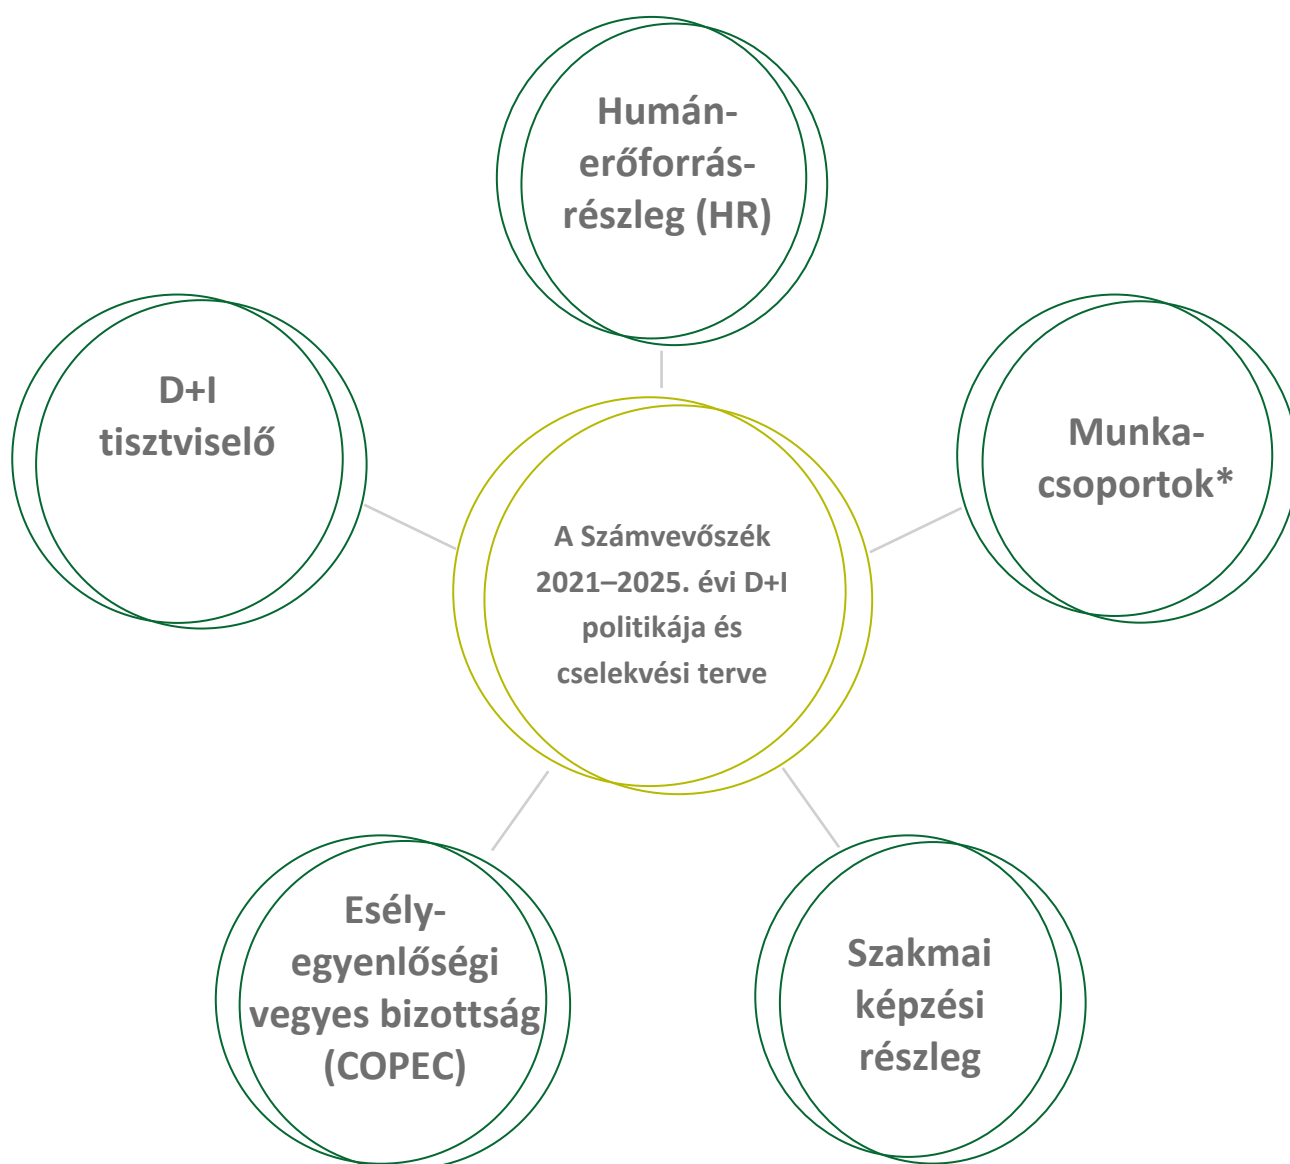 Humán-
erőforrás-
részleg (HR)
D+I
tisztviselő
Munka-
csoportok*
A Számvevőszék
2021–2025. évi D+I
politikája és
cselekvési terve
Esély-
egyenlőségi
vegyes bizottság
(COPEC)
Szakmai
képzési
részleg